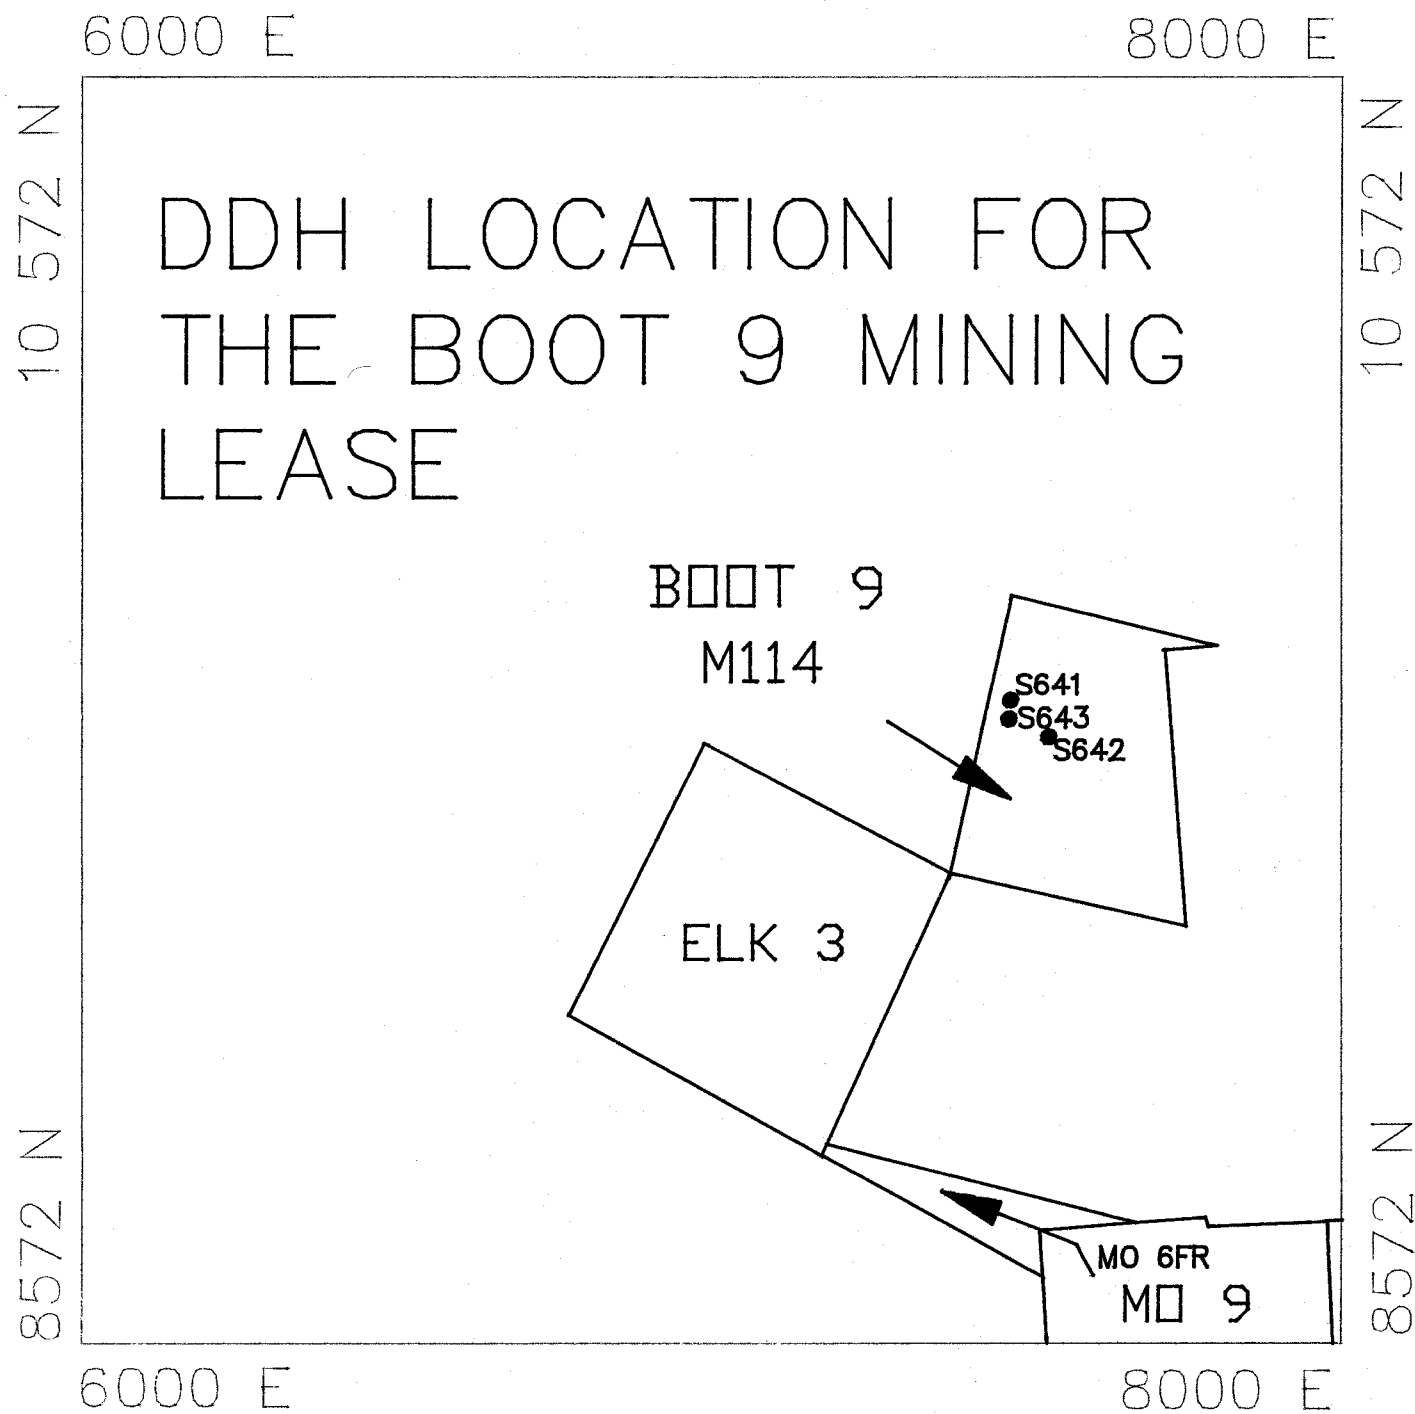 6000 E
8000 E
10 572 N
10 572 N
DDH LOCATION FOR
THE BOOT 9 MINING
LEASE
BOOT 9
M114
S641
S643
S642
ELK 3
8572 N
8572 N
MO 6FR
MO 9
6000 E
8000 E